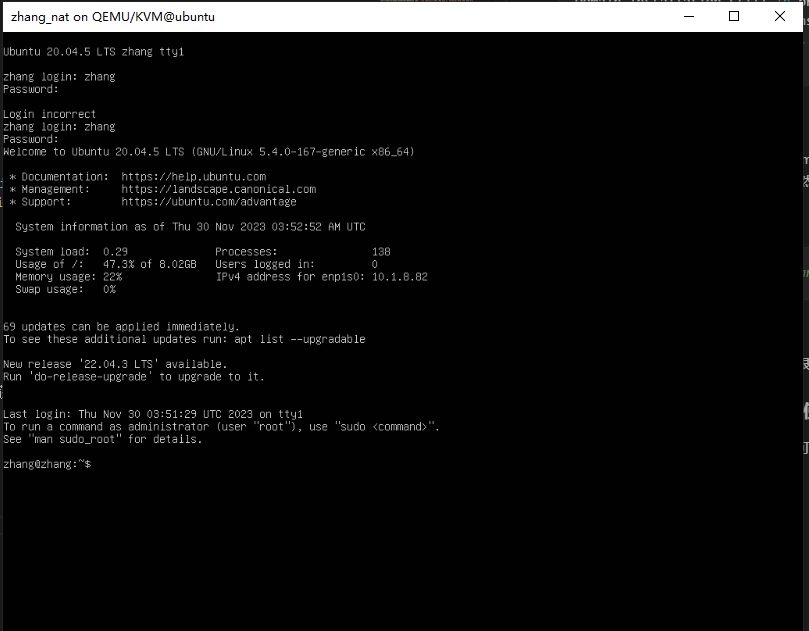 zhang_nat on QEMU/KVM@ubuntu
Ubuntu 20.04.5 LTS zhang tty1
zhang login: zhang
Password:
Login incorrect
zhang login: zhang
Password:
Welcome to Ubuntu 20.04.5 LTS (GNU/Linux 5.4.0-167-generic x86_64)
* Documentation:  https://help.ubuntu.com
* Management:     https://landscape.canonical.com
* Support:        https://ubuntu.com/advantage
System information as of Thu 30 Nov 2023 03:52:52 AM UTC
System load:  0.29              Processes:               138
Usage of /:   47.3% of 8.02GB   Users logged in:         0
Memory usage: 22%               IPv4 address for enp1s0: 10.1.8.82
Swap usage:   0%
69 updates can be applied immediately.
To see these additional updates run: apt list --upgradable
New release '22.04.3 LTS' available.
Run 'do-release-upgrade' to upgrade to it.
Last login: Thu Nov 30 03:51:29 UTC 2023 on tty1
To run a command as administrator (user "root"), use "sudo <command>".
See "man sudo_root" for details.
zhang@zhang:~$